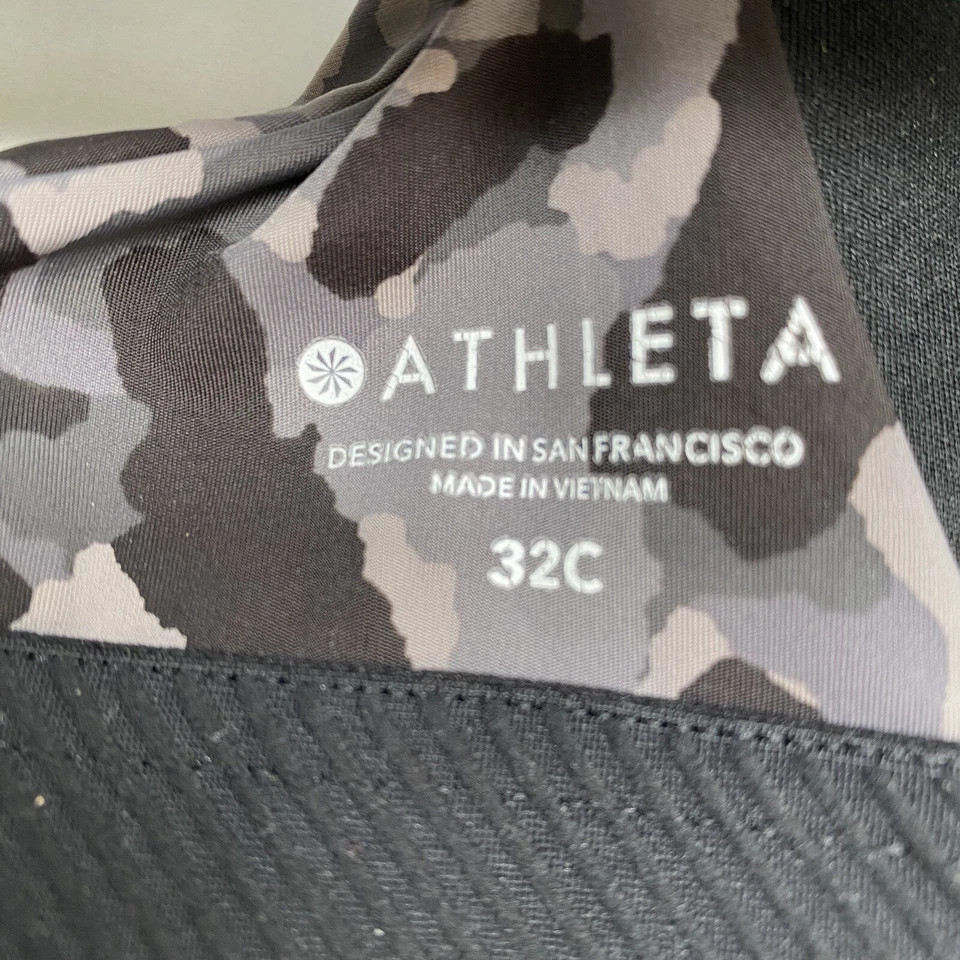 ATHLETA
DESIGNED IN SAN FRANCISCO
MADE IN VIETNAM
32C